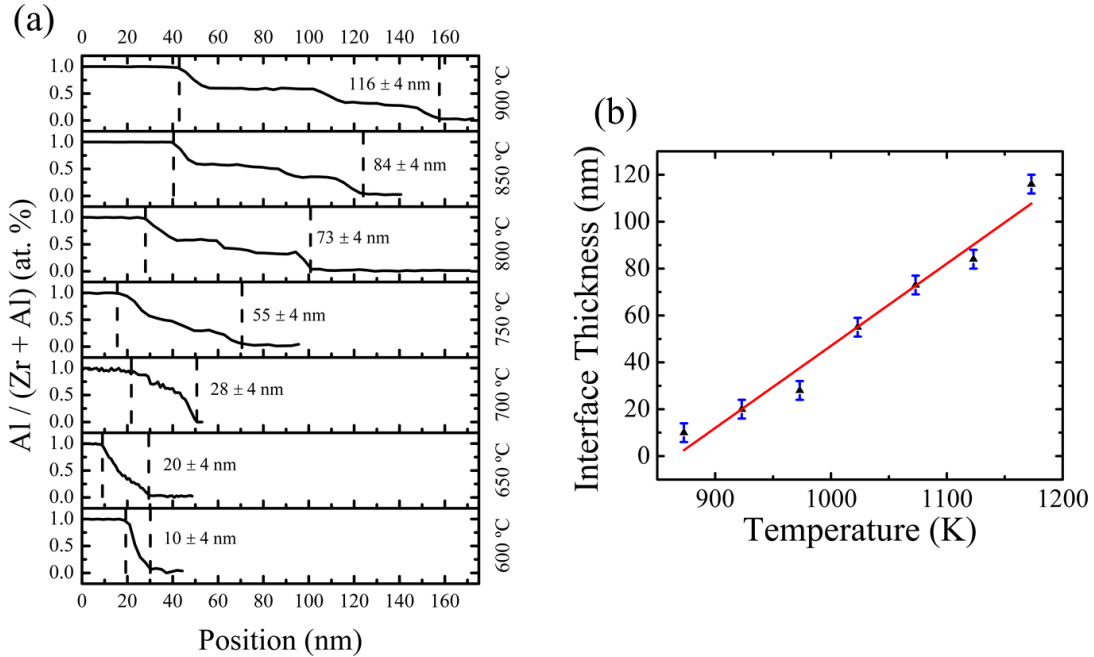 (a)
0 20 40 60 80 100 120 140 160
1.0
0.5
0.0
116 ± 4 nm
900 °C
1.0
0.5
0.0
84 ± 4 nm
850 °C
1.0
0.5
0.0
73 ± 4 nm
800 °C
1.0
0.5
0.0
55 ± 4 nm
750 °C
1.0
0.5
0.0
28 ± 4 nm
700 °C
1.0
0.5
0.0
20 ± 4 nm
650 °C
1.0
0.5
0.0
10 ± 4 nm
600 °C
0 20 40 60 80 100 120 140 160
Al / (Zr + Al) (at. %)
Position (nm)
(b)
Interface Thickness (nm)
120
100
80
60
40
20
0
900 1000 1100 1200
Temperature (K)